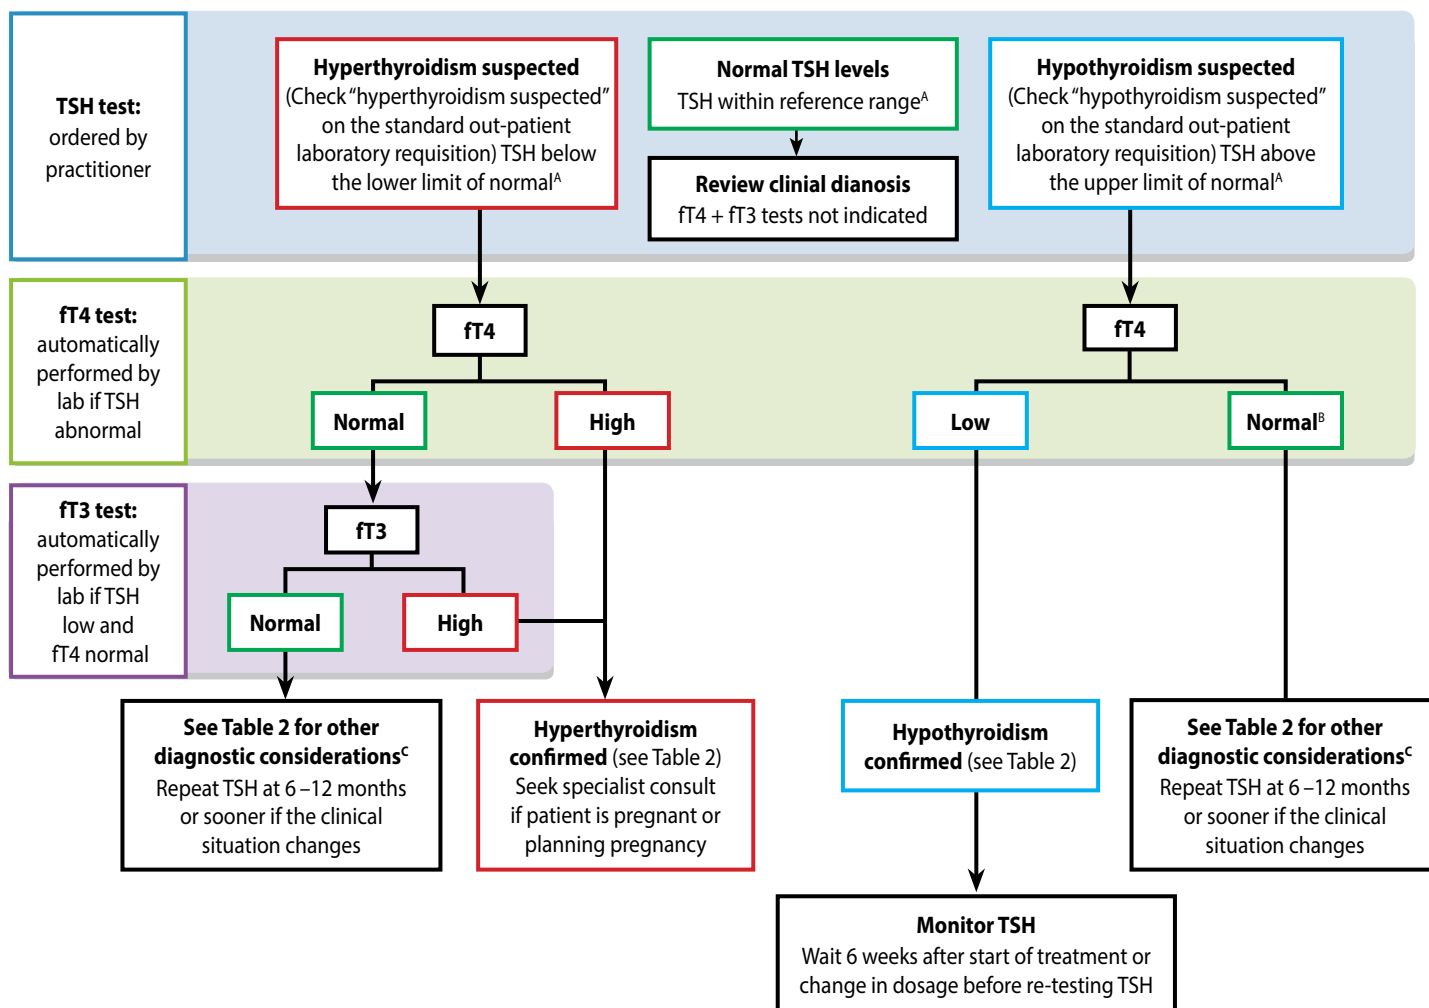 TSH test:
ordered by
practitioner
Hyperthyroidism suspected
(Check “hyperthyroidism suspected”
on the standard out-patient
laboratory requisition) TSH below
the lower limit of normalᴬ
Normal TSH levels
TSH within reference rangeᴬ
Review clinial dianosis
fT4 + fT3 tests not indicated
Hypothyroidism suspected
(Check “hypothyroidism suspected”
on the standard out-patient
laboratory requisition) TSH above
the upper limit of normalᴬ
fT4 test:
automatically
performed by
lab if TSH
abnormal
fT4
Normal
High
fT4
Low
Normalᴮ
fT3 test:
automatically
performed by
lab if TSH
low and
fT4 normal
fT3
Normal
High
See Table 2 for other
diagnostic considerationsᶜ
Repeat TSH at 6 –12 months
or sooner if the clinical
situation changes
Hyperthyroidism
confirmed (see Table 2)
Seek specialist consult
if patient is pregnant or
planning pregnancy
Hypothyroidism
confirmed (see Table 2)
See Table 2 for other
diagnostic considerationsᶜ
Repeat TSH at 6 –12 months
or sooner if the clinical
situation changes
Monitor TSH
Wait 6 weeks after start of treatment or
change in dosage before re-testing TSH